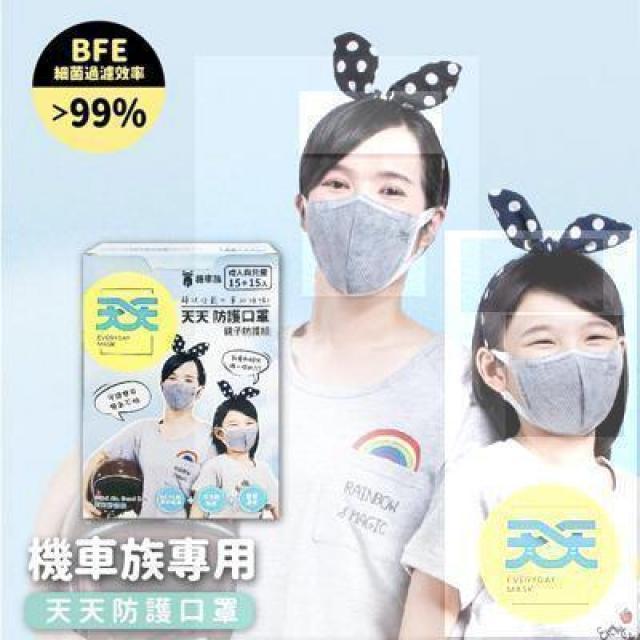 BFE
細菌過濾效率
>99%
機車族
成人與兒童
15+15入
天天 防護口罩
親子防護組
EVERYDAY
MASK
RAINBOW
& MAGIC
機車族專用
天天防護口罩
天天
EVERYDAY
MASK